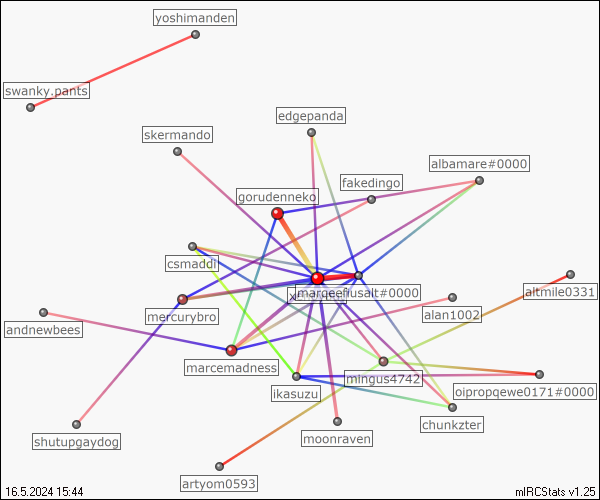 yoshimanden
swanky.pants
edgepanda
skermando
albamare#0000
fakedingo
gorudenneko
csmaddi
margeeflusalt#0000
altmile0331
mercurybro
alan1002
andnewbees
marcemadness
mingus4742
oipropqewe0171#0000
ikasuzu
chunkzter
shutupgaydog
moonraven
artyom0593
16.5.2024 15:44
mIRCStats v1.25